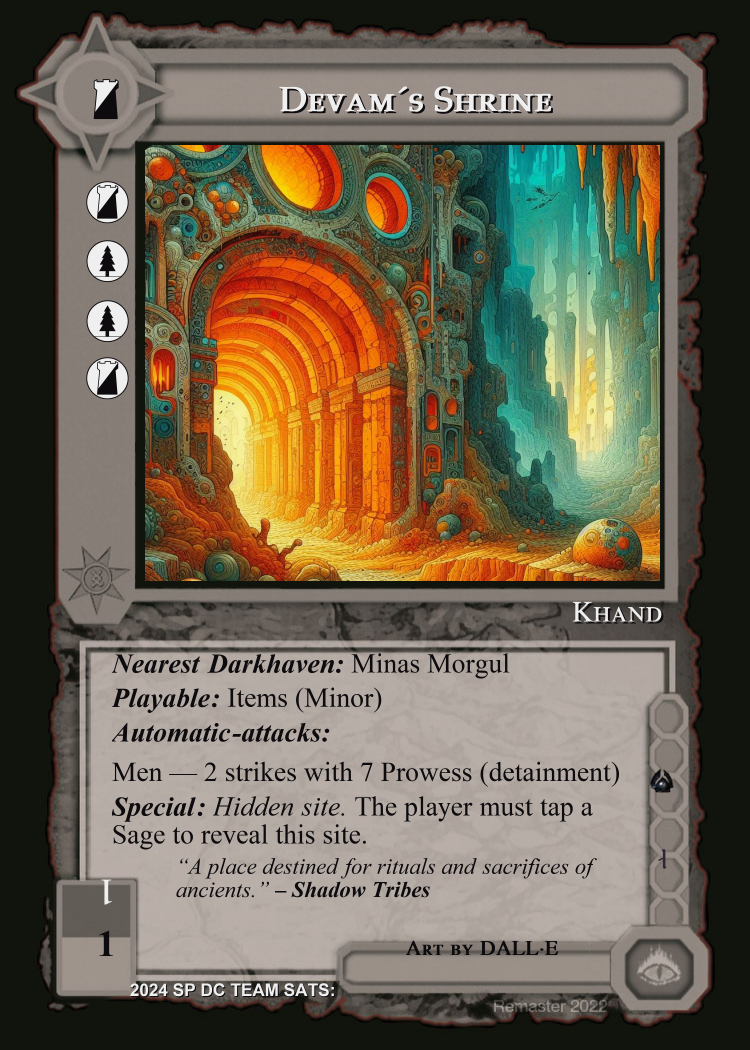 Devam´s Shrine
Khand
Nearest Darkhaven: Minas Morgul
Playable: Items (Minor)
Automatic-attacks:
Men — 2 strikes with 7 Prowess (detainment)
Special: Hidden site. The player must tap a
Sage to reveal this site.
“A place destined for rituals and sacrifices of
ancients.” – Shadow Tribes
1
1
Art by DALL·E
2024 SP DC TEAM SATS:
Remaster 2022